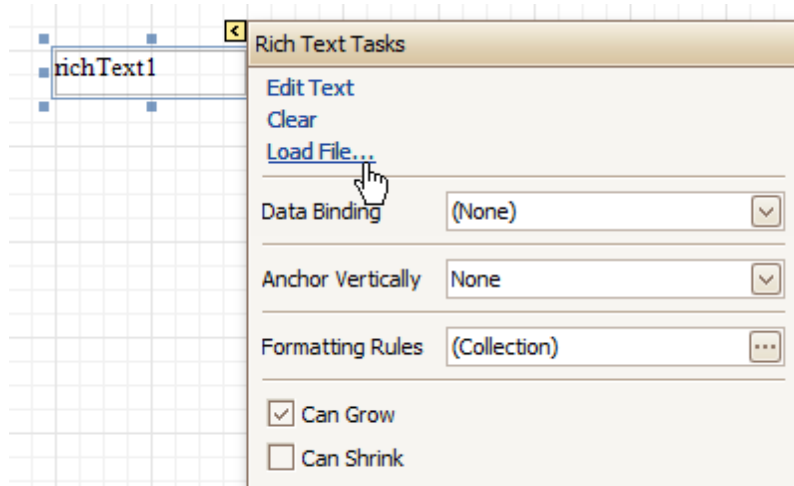 Rich Text Tasks
richText1
Edit Text
Clear
Load File...
Data Binding (None)
Anchor Vertically None
Formatting Rules (Collection)
Can Grow
Can Shrink